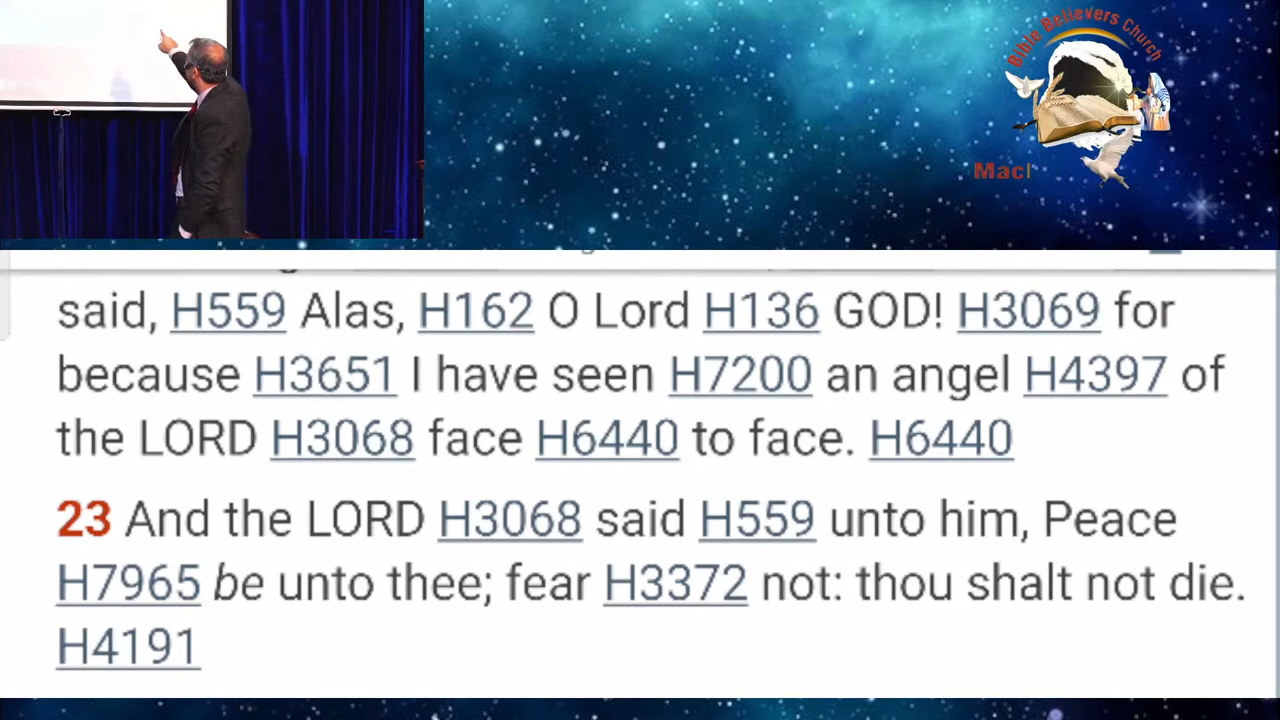 Bible Believers Church
MacI
said, H559 Alas, H162 O Lord H136 GOD! H3069 for
because H3651 I have seen H7200 an angel H4397 of
the LORD H3068 face H6440 to face. H6440
23 And the LORD H3068 said H559 unto him, Peace
H7965 be unto thee; fear H3372 not: thou shalt not die.
H4191